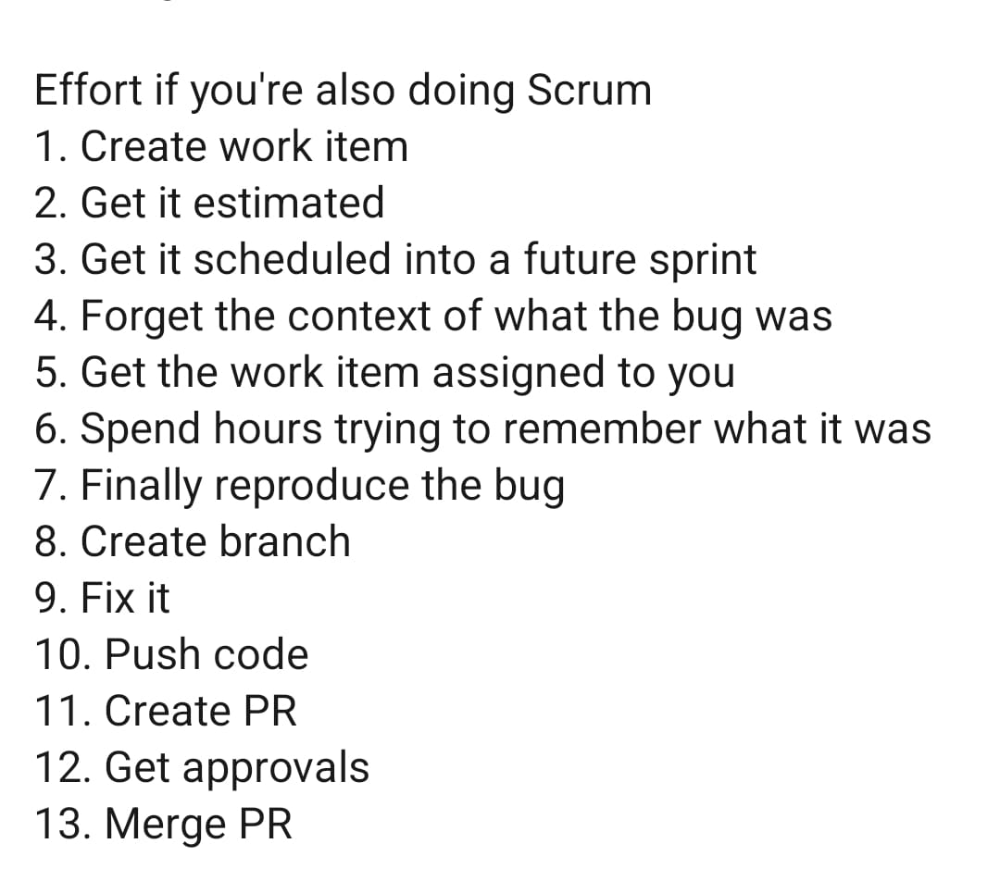 Effort if you're also doing Scrum
1. Create work item
2. Get it estimated
3. Get it scheduled into a future sprint
4. Forget the context of what the bug was
5. Get the work item assigned to you
6. Spend hours trying to remember what it was
7. Finally reproduce the bug
8. Create branch
9. Fix it
10. Push code
11. Create PR
12. Get approvals
13. Merge PR